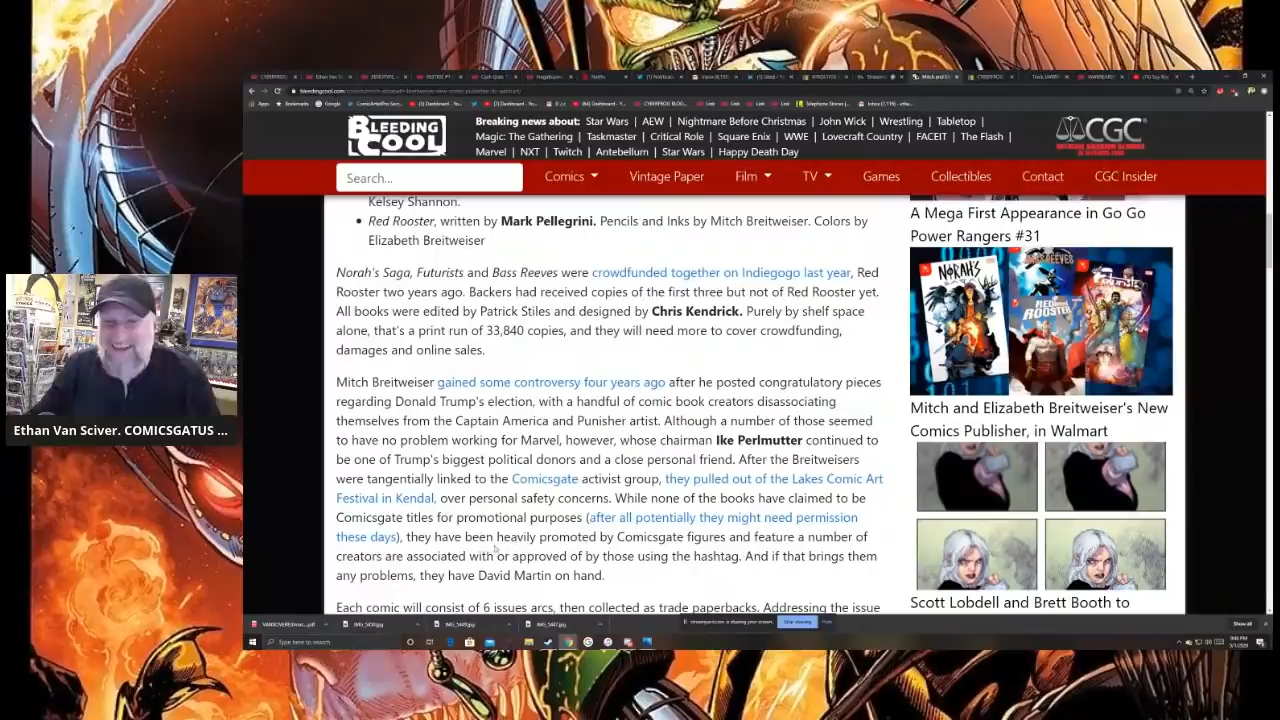 BLEEDING COOL
Breaking news about: Star Wars | AEW | Nightmare Before Christmas | John Wick | Wrestling | Tabletop |
Magic: The Gathering | Taskmaster | Critical Role | Square Enix | WWE | Lovecraft Country | FACEIT | The Flash |
Marvel | NXT | Twitch | Antebellum | Star Wars | Happy Death Day
CGC
Search...
Comics Vintage Paper Film TV Games Collectibles Contact CGC Insider
Kelsey Shannon.
• Red Rooster, written by Mark Pellegrini. Pencils and Inks by Mitch Breitweiser. Colors by
Elizabeth Breitweiser
Norah's Saga, Futurists and Bass Reeves were crowdfunded together on Indiegogo last year, Red
Rooster two years ago. Backers had received copies of the first three but not of Red Rooster yet.
All books were edited by Patrick Stiles and designed by Chris Kendrick. Purely by shelf space
alone, that's a print run of 33,840 copies, and they will need more to cover crowdfunding,
damages and online sales.
Mitch Breitweiser gained some controversy four years ago after he posted congratulatory pieces
regarding Donald Trump's election, with a handful of comic book creators disassociating
themselves from the Captain America and Punisher artist. Although a number of those seemed
to have no problem working for Marvel, however, whose chairman Ike Perlmutter continued to
be one of Trump's biggest political donors and a close personal friend. After the Breitweisers
were tangentially linked to the Comicsgate activist group, they pulled out of the Lakes Comic Art
Festival in Kendal, over personal safety concerns. While none of the books have claimed to be
Comicsgate titles for promotional purposes (after all potentially they might need permission
these days), they have been heavily promoted by Comicsgate figures and feature a number of
creators are associated with or approved of by those using the hashtag. And if that brings them
any problems, they have David Martin on hand.
Each comic will consist of 6 issues arcs, then collected as trade paperbacks. Addressing the issue
A Mega First Appearance in Go Go
Power Rangers #31
NORAH'S
RED ROOSTER
Mitch and Elizabeth Breitweiser's New
Comics Publisher, in Walmart
Scott Lobdell and Brett Booth to
Ethan Van Sciver. COMICSGATUS ...
Stop sharing
Hide
Show all
Type here to search